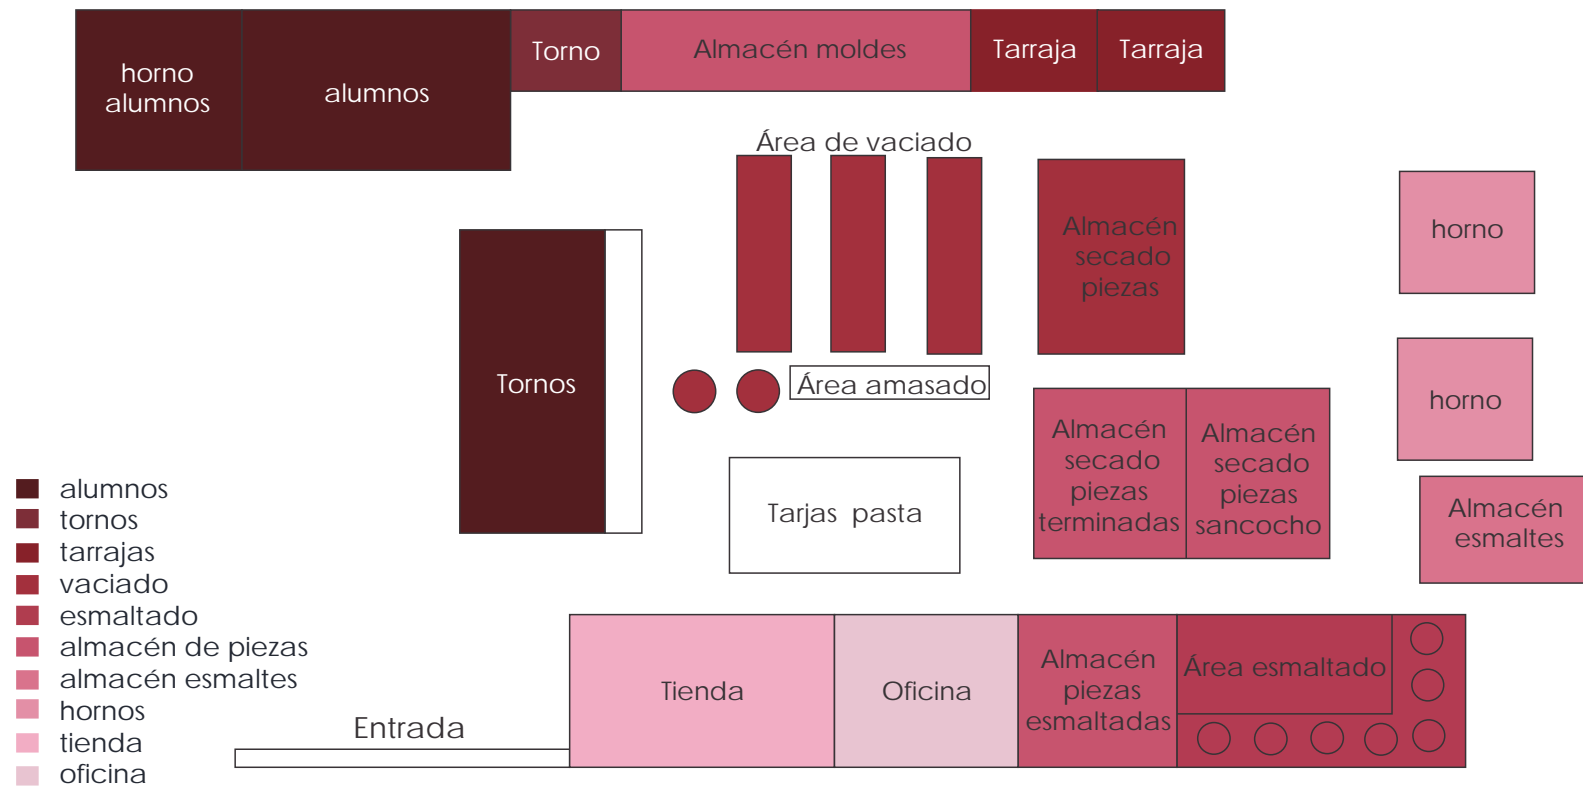 horno
alumnos
alumnos
Torno
Almacén moldes
Tarraja
Tarraja
Área de vaciado
Almacén
secado
piezas
horno
Tornos
Área amasado
horno
Almacén
secado
piezas
terminadas
Almacén
secado
piezas
sancocho
Tarjas pasta
Almacén
esmaltes
alumnos
tornos
tarrajas
vaciado
esmaltado
almacén de piezas
almacén esmaltes
hornos
tienda
oficina
Entrada
Tienda
Oficina
Almacén
piezas
esmaltadas
Área esmaltado